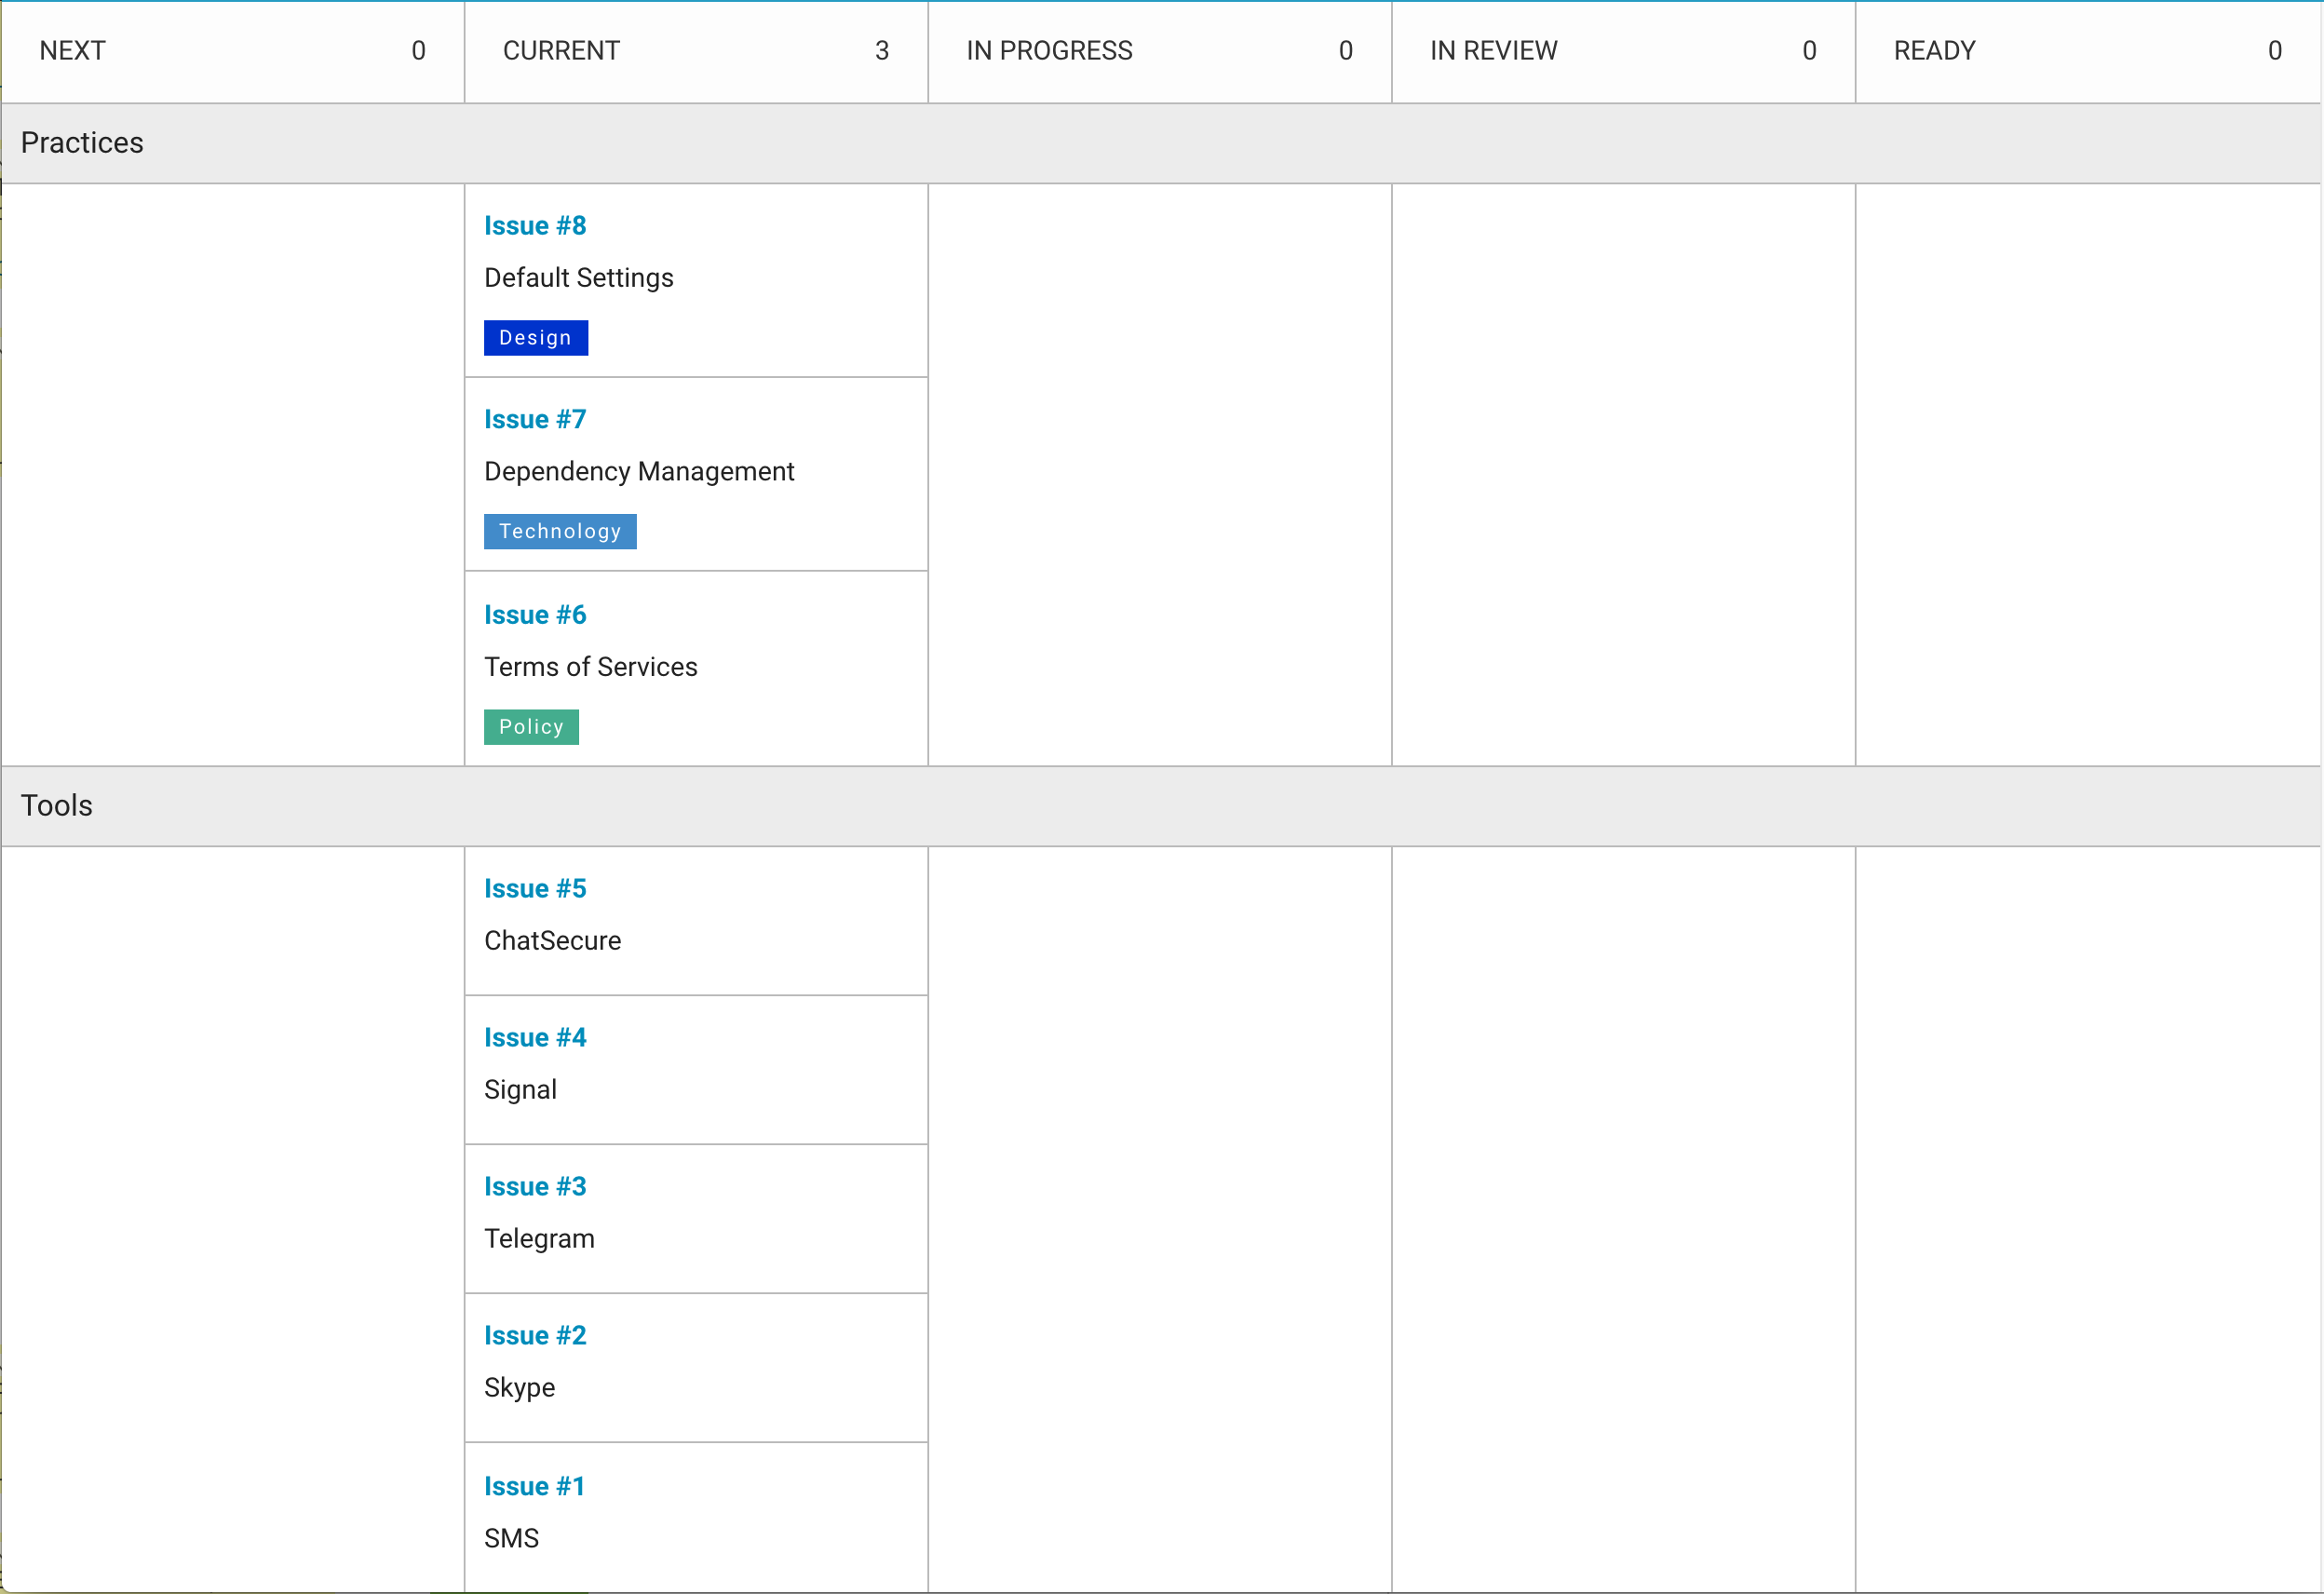 NEXT 0 CURRENT 3 IN PROGRESS 0 IN REVIEW 0 READY 0
Practices
Issue #8
Default Settings
Design
Issue #7
Dependency Management
Technology
Issue #6
Terms of Services
Policy
Tools
Issue #5
ChatSecure
Issue #4
Signal
Issue #3
Telegram
Issue #2
Skype
Issue #1
SMS